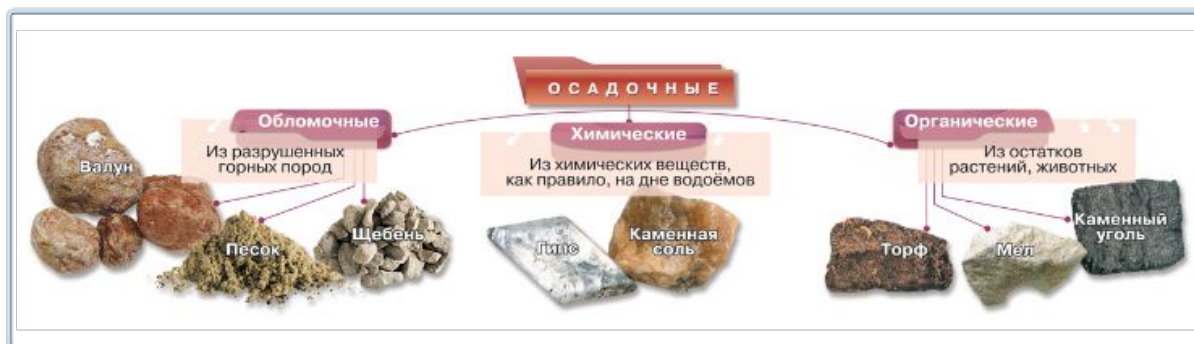 ОСАДОЧНЫЕ
Обломочные
Из разрушенных
горных пород
Валун
Песок
Щебень
Химические
Из химических веществ,
как правило, на дне водоёмов
Гипс
Каменная
соль
Органические
Из остатков
растений, животных
Торф
Мел
Каменный
уголь